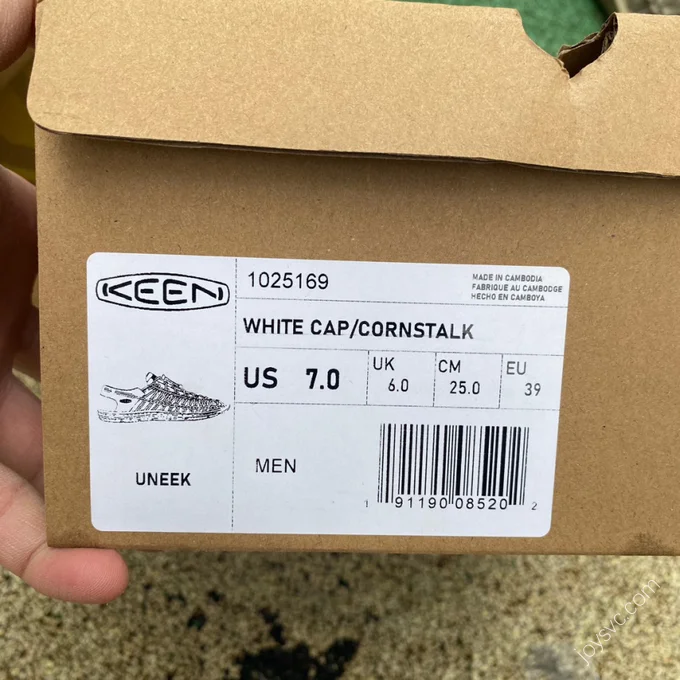 KEEN
UNEEK
1025169
MADE IN CAMBODIA
FABRIQUE AU CAMBODGE
HECHO EN CAMBOYA
WHITE CAP/CORNSTALK
US 7.0
UK 6.0
CM 25.0
EU 39
MEN
1 91190 08520 2
joysvc.com